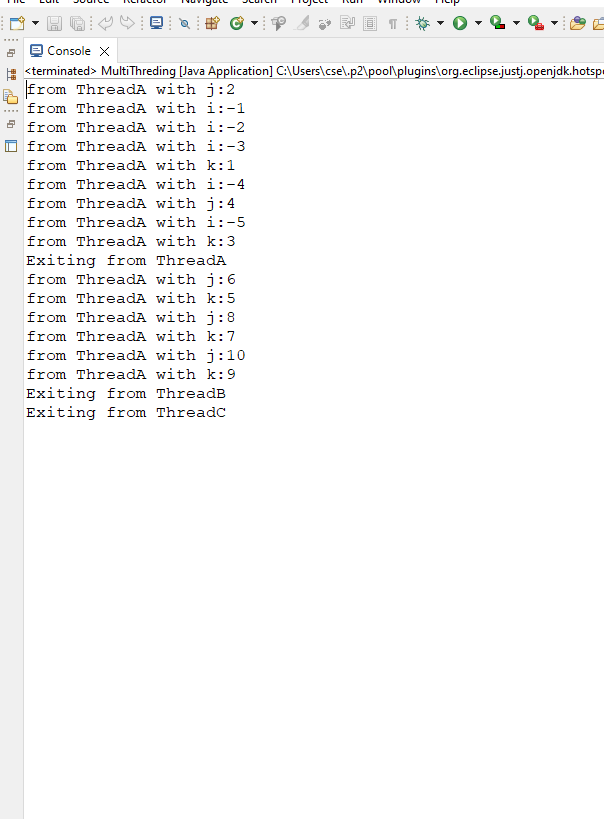 File Edit Source Refactor Navigate Search Project Run Window Help
Console
<terminated> MultiThreding [Java Application] C:\Users\cse\.p2\pool\plugins\org.eclipse.justj.openjdk.hotsp
from ThreadA with j:2
from ThreadA with i:-1
from ThreadA with i:-2
from ThreadA with i:-3
from ThreadA with k:1
from ThreadA with i:-4
from ThreadA with j:4
from ThreadA with i:-5
from ThreadA with k:3
Exiting from ThreadA
from ThreadA with j:6
from ThreadA with k:5
from ThreadA with j:8
from ThreadA with k:7
from ThreadA with j:10
from ThreadA with k:9
Exiting from ThreadB
Exiting from ThreadC